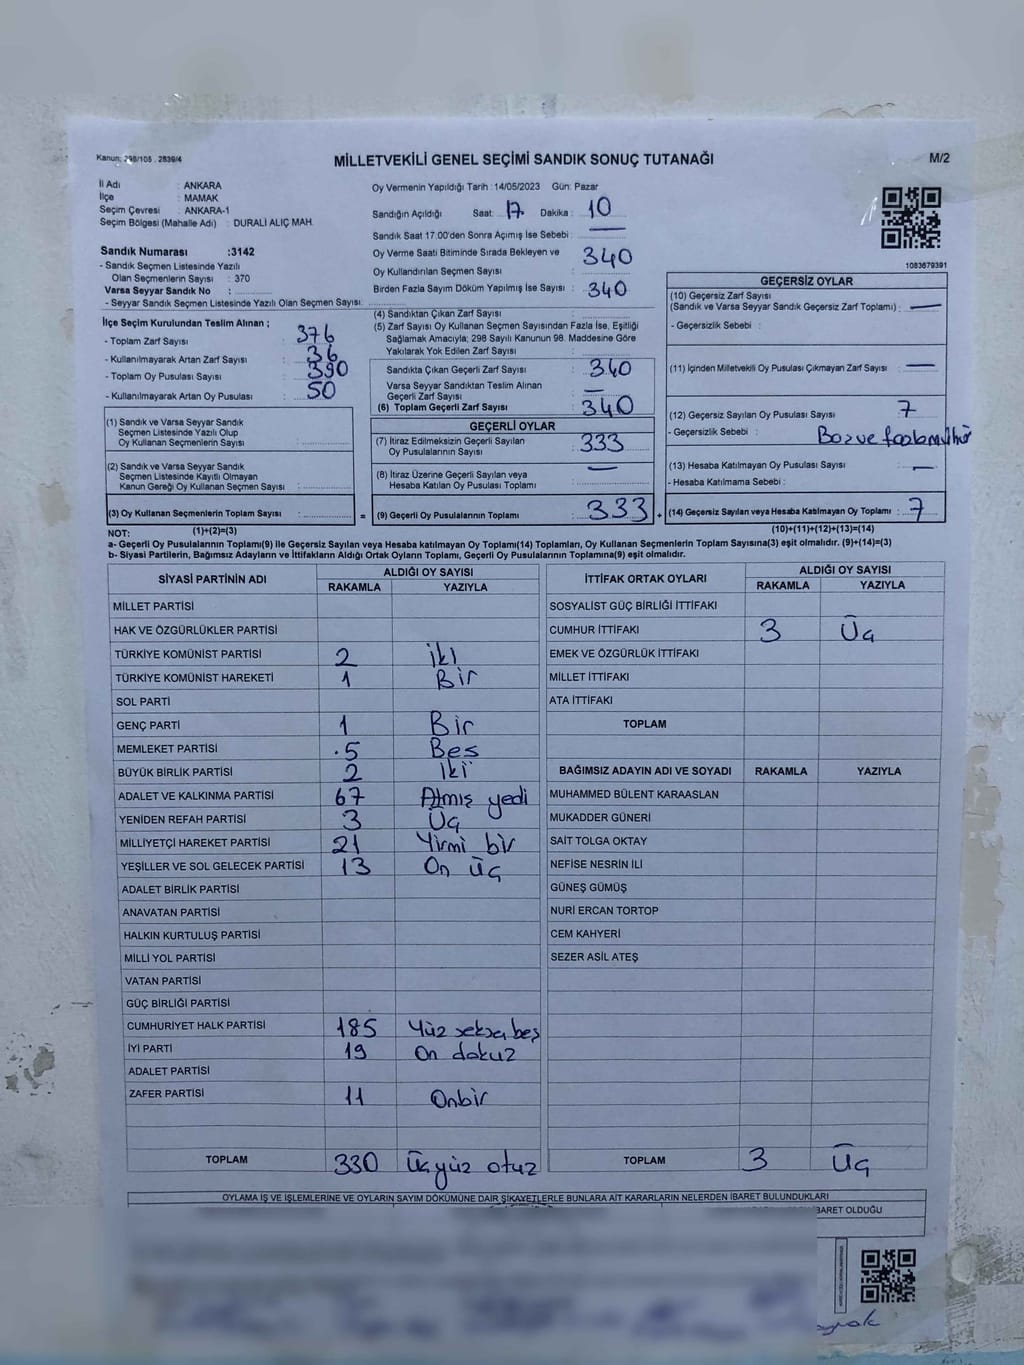 Kanun: 298/105 . 2839/4
MİLLETVEKİLİ GENEL SEÇİMİ SANDIK SONUÇ TUTANAĞI
M/2
İl Adı : ANKARA
İlçe : MAMAK
Seçim Çevresi : ANKARA-1
Seçim Bölgesi (Mahalle Adı) : DURALİ ALIÇ MAH.
Oy Vermenin Yapıldığı Tarih :14/05/2023 Gün: Pazar
Sandığın Açıldığı Saat: 17 Dakika : 10
Sandık Saat 17.00'den Sonra Açımış İse Sebebi : —
Oy Verme Saati Bitiminde Sırada Bekleyen ve
Oy Kullandırılan Seçmen Sayısı : 340
Birden Fazla Sayım Döküm Yapılmış İse Sayısı : 340
1083679391
Sandık Numarası :3142
- Sandık Seçmen Listesinde Yazılı
Olan Seçmenlerin Sayısı : 370
Varsa Seyyar Sandık No :
- Seyyar Sandık Seçmen Listesinde Yazılı Olan Seçmen Sayısı:
İlçe Seçim Kurulundan Teslim Alınan ;
- Toplam Zarf Sayısı : 376
- Kullanılmayarak Artan Zarf Sayısı : 36
- Toplam Oy Pusulası Sayısı : 390
- Kullanılmayarak Artan Oy Pusulası : 50
(1) Sandık ve Varsa Seyyar Sandık
Seçmen Listesinde Yazılı Olup
Oy Kullanan Seçmenlerin Sayısı :
(2) Sandık ve Varsa Seyyar Sandık
Seçmen Listesinde Kayıtlı Olmayan
Kanun Gereği Oy Kullanan Seçmen Sayısı :
(3) Oy Kullanan Seçmenlerin Toplam Sayısı :
(4) Sandıktan Çıkan Zarf Sayısı :
(5) Zarf Sayısı Oy Kullanan Seçmen Sayısından Fazla İse, Eşitliği
Sağlamak Amacıyla; 298 Sayılı Kanunun 98. Maddesine Göre
Yakılarak Yok Edilen Zarf Sayısı :
Sandıkta Çıkan Geçerli Zarf Sayısı : 340
Varsa Seyyar Sandıktan Teslim Alınan
Geçerli Zarf Sayısı : —
(6) Toplam Geçerli Zarf Sayısı : 340
GEÇERLİ OYLAR
(7) İtiraz Edilmeksizin Geçerli Sayılan
Oy Pusulalarının Sayısı : 333
(8) İtiraz Üzerine Geçerli Sayılan veya
Hesaba Katılan Oy Pusulası Toplamı : —
= (9) Geçerli Oy Pusulalarının Toplamı : 333
GEÇERSİZ OYLAR
(10) Geçersiz Zarf Sayısı
(Sandık ve Varsa Seyyar Sandık Geçersiz Zarf Toplamı) : —
- Geçersizlik Sebebi :
(11) İçinden Milletvekili Oy Pusulası Çıkmayan Zarf Sayısı : —
(12) Geçersiz Sayılan Oy Pusulası Sayısı : 7
- Geçersizlik Sebebi :
(13) Hesaba Katılmayan Oy Pusulası Sayısı : —
- Hesaba Katılmama Sebebi :
+ (14) Geçersiz Sayılan veya Hesaba Katılmayan Oy Toplamı : 7
NOT: (1)+(2)=(3)
(10)+(11)+(12)+(13)=(14)
a- Geçerli Oy Pusulalarının Toplamı(9) ile Geçersiz Sayılan veya Hesaba katılmayan Oy Toplamı(14) Toplamları, Oy Kullanan Seçmenlerin Toplam Sayısına(3) eşit olmalıdır. (9)+(14)=(3)
b- Siyasi Partilerin, Bağımsız Adayların ve İttifakların Aldığı Ortak Oyların Toplamı, Geçerli Oy Pusulalarının Toplamına(9) eşit olmalıdır.
SİYASİ PARTİNİN ADI ALDIĞI OY SAYISI
RAKAMLA YAZIYLA
MİLLET PARTİSİ
HAK VE ÖZGÜRLÜKLER PARTİSİ
TÜRKİYE KOMÜNİST PARTİSİ 2 İki
TÜRKİYE KOMÜNİST HAREKETİ 1 Bir
SOL PARTİ
GENÇ PARTİ 1 Bir
MEMLEKET PARTİSİ 5 Beş
BÜYÜK BİRLİK PARTİSİ 2 İki
ADALET VE KALKINMA PARTİSİ 67 Atmış yedi
YENİDEN REFAH PARTİSİ 3 Üç
MİLLİYETÇİ HAREKET PARTİSİ 21 Yirmi bir
YEŞİLLER VE SOL GELECEK PARTİSİ 13 On üç
ADALET BİRLİK PARTİSİ
ANAVATAN PARTİSİ
HALKIN KURTULUŞ PARTİSİ
MİLLİ YOL PARTİSİ
VATAN PARTİSİ
GÜÇ BİRLİĞİ PARTİSİ
CUMHURİYET HALK PARTİSİ 185 Yüz seksenbeş
İYİ PARTİ 19 On dokuz
ADALET PARTİSİ
ZAFER PARTİSİ 11 Onbir
TOPLAM 330 Üçyüz otuz
İTTİFAK ORTAK OYLARI ALDIĞI OY SAYISI
RAKAMLA YAZIYLA
SOSYALİST GÜÇ BİRLİĞİ İTTİFAKI
CUMHUR İTTİFAKI 3 Üç
EMEK VE ÖZGÜRLÜK İTTİFAKI
MİLLET İTTİFAKI
ATA İTTİFAKI
TOPLAM
BAĞIMSIZ ADAYIN ADI VE SOYADI RAKAMLA YAZIYLA
MUHAMMED BÜLENT KARAASLAN
MUKADDER GÜNERİ
SAİT TOLGA OKTAY
NEFİSE NESRİN İLİ
GÜNEŞ GÜMÜŞ
NURİ ERCAN TORTOP
CEM KAHYERİ
SEZER ASİL ATEŞ
TOPLAM 3 Üç
OYLAMA İŞ VE İŞLEMLERİNE VE OYLARIN SAYIM DÖKÜMÜNE DAİR ŞİKAYETLERLE BUNLARA AİT KARARLARIN NELERDEN İBARET BULUNDUKLARI
BARET OLDUĞU